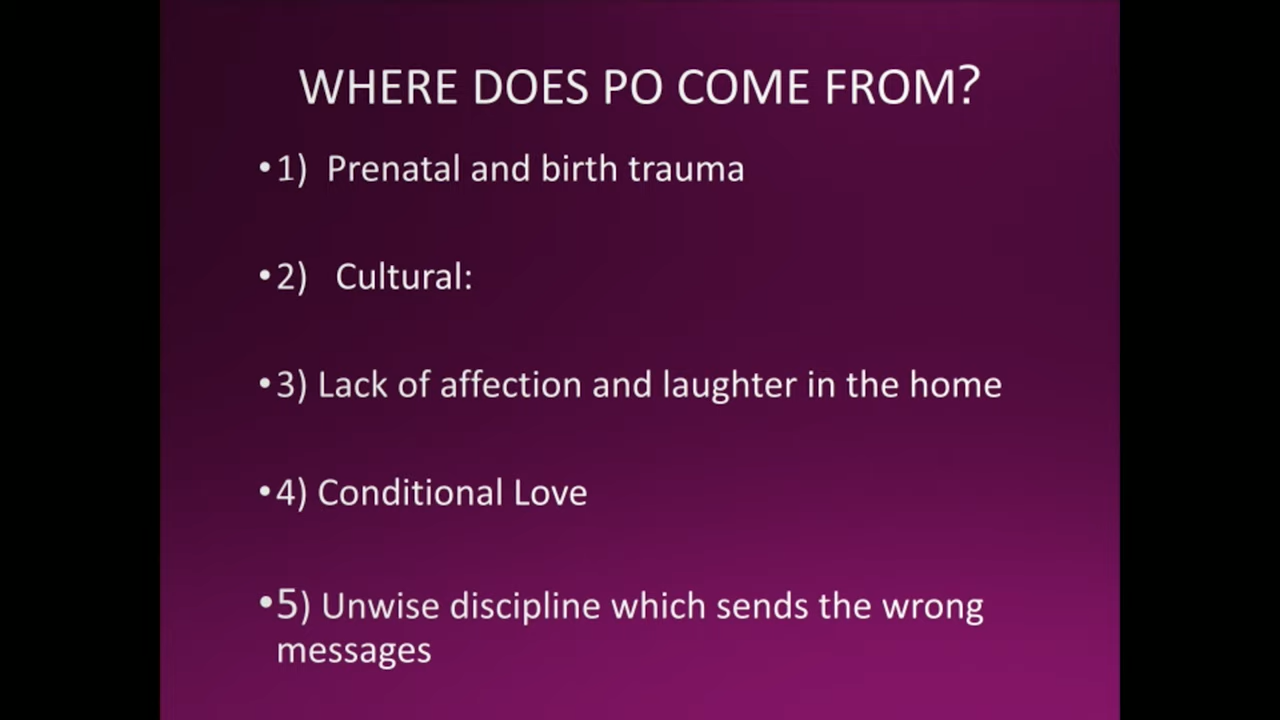 WHERE DOES PO COME FROM?
•1)  Prenatal and birth trauma
•2)   Cultural:
•3) Lack of affection and laughter in the home
•4) Conditional Love
•5) Unwise discipline which sends the wrong
messages